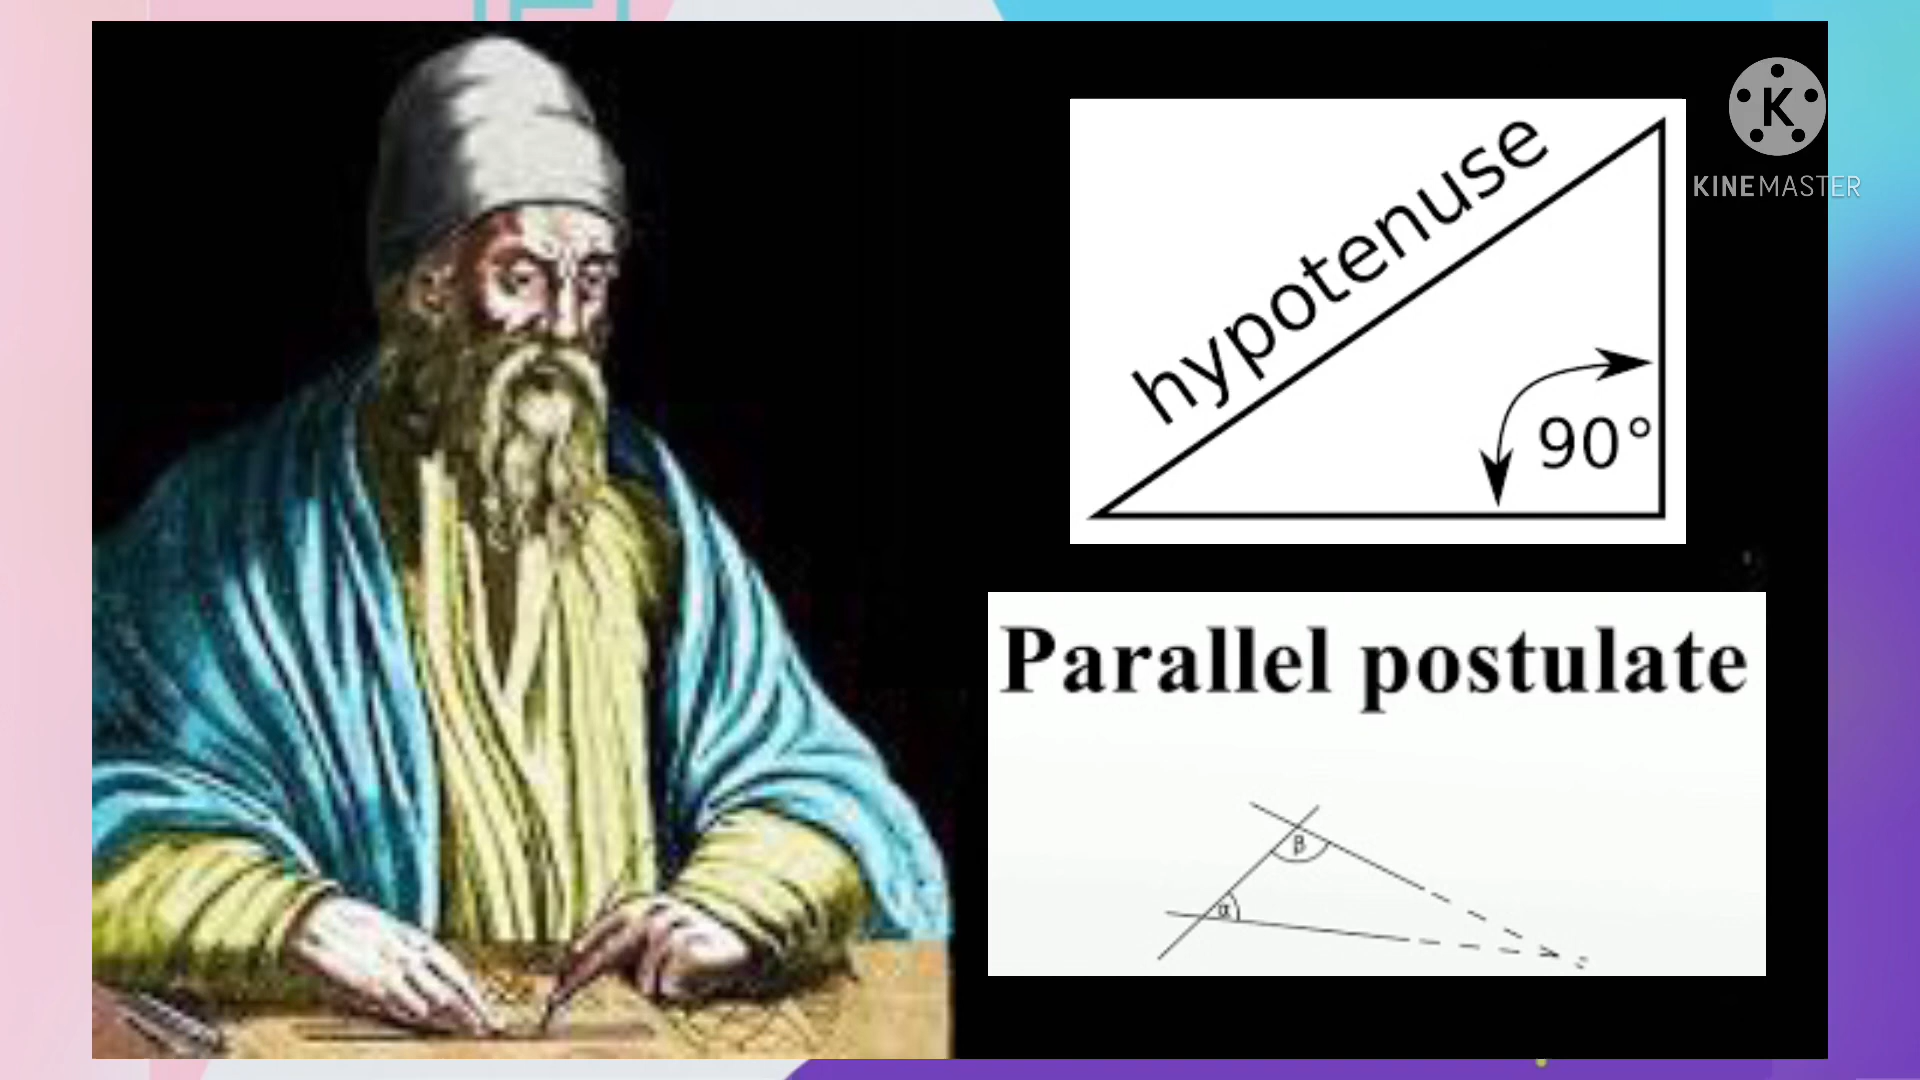 hypotenuse
90°
K
KINEMASTER
Parallel postulate
β
α